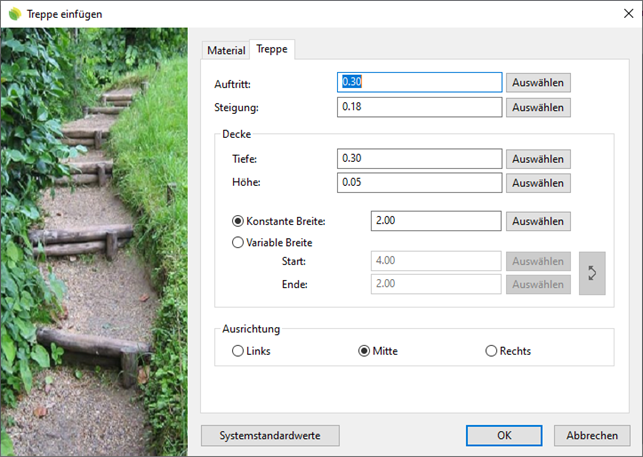 Treppe einfügen
Material Treppe
Auftritt: 0.30 Auswählen
Steigung: 0.18 Auswählen
Decke
Tiefe: 0.30 Auswählen
Höhe: 0.05 Auswählen
Konstante Breite: 2.00 Auswählen
Variable Breite
Start: 4.00 Auswählen
Ende: 2.00 Auswählen
Ausrichtung
Links Mitte Rechts
Systemstandardwerte OK Abbrechen